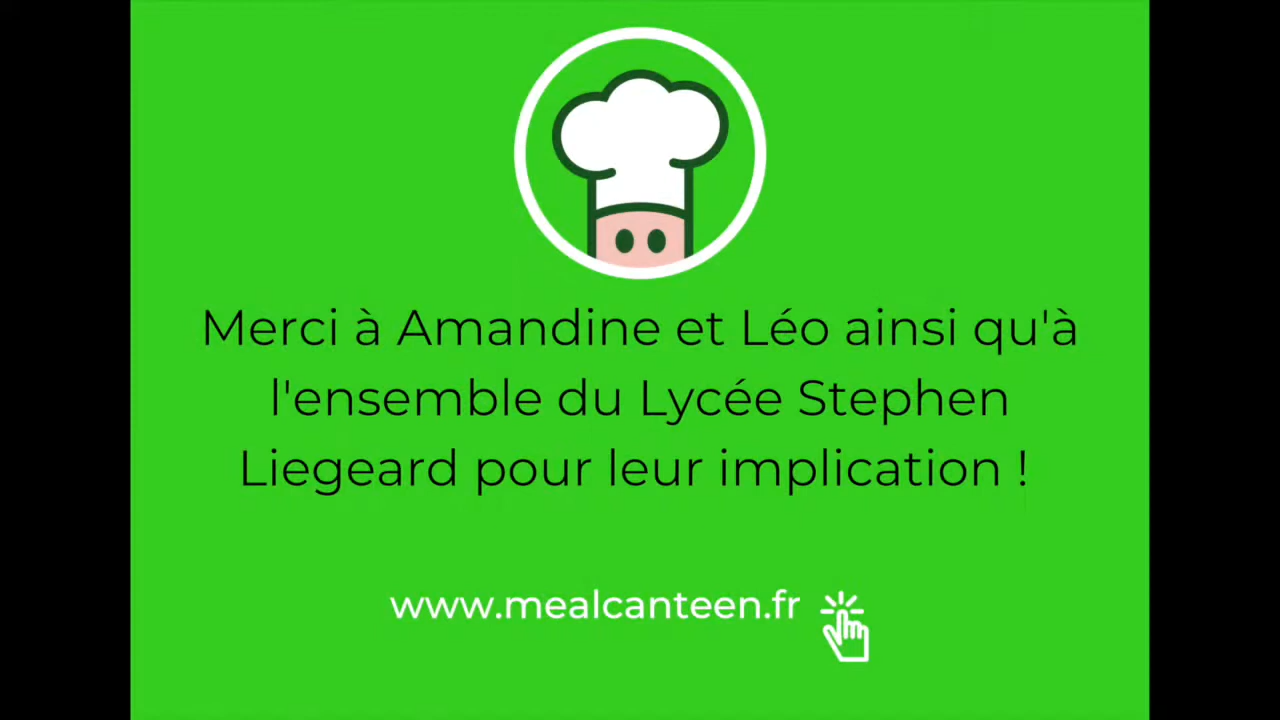 Merci à Amandine et Léo ainsi qu'à
l'ensemble du Lycée Stephen
Liegeard pour leur implication !
www.mealcanteen.fr